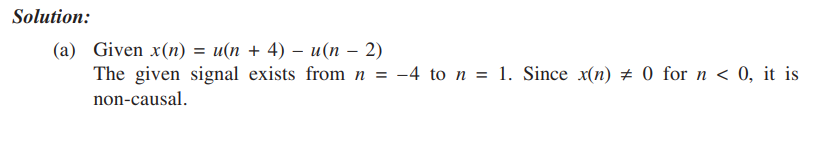 Solution:
(a) Given x(n) = u(n + 4) – u(n – 2)
The given signal exists from n = –4 to n = 1. Since x(n) ≠ 0 for n < 0, it is
non-causal.